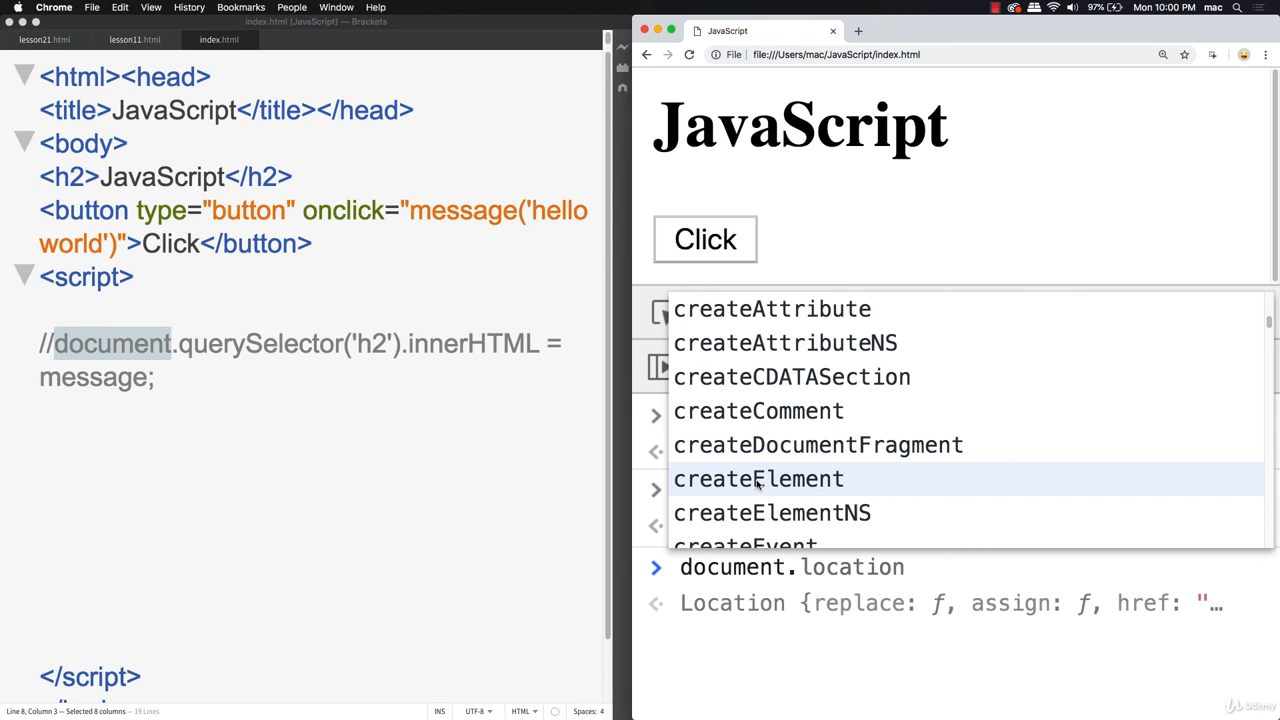 Chrome File Edit View History Bookmarks People Window Help
97% Mon 10:00 PM mac
index.html (JavaScript) — Brackets
lesson21.html lesson11.html index.html
<html><head>
<title>JavaScript</title></head>
<body>
<h2>JavaScript</h2>
<button type="button" onclick="message('hello
world')">Click</button>
<script>
//document.querySelector('h2').innerHTML =
message;
</script>
Line 8, Column 3 — Selected 8 columns — 19 Lines
INS UTF-8 HTML Spaces: 4
JavaScript
File file:///Users/mac/JavaScript/index.html
JavaScript
Click
createAttribute
createAttributeNS
createCDATASection
createComment
createDocumentFragment
createElement
createElementNS
createEvent
document.location
Location {replace: ƒ, assign: ƒ, href: "…
Udemy